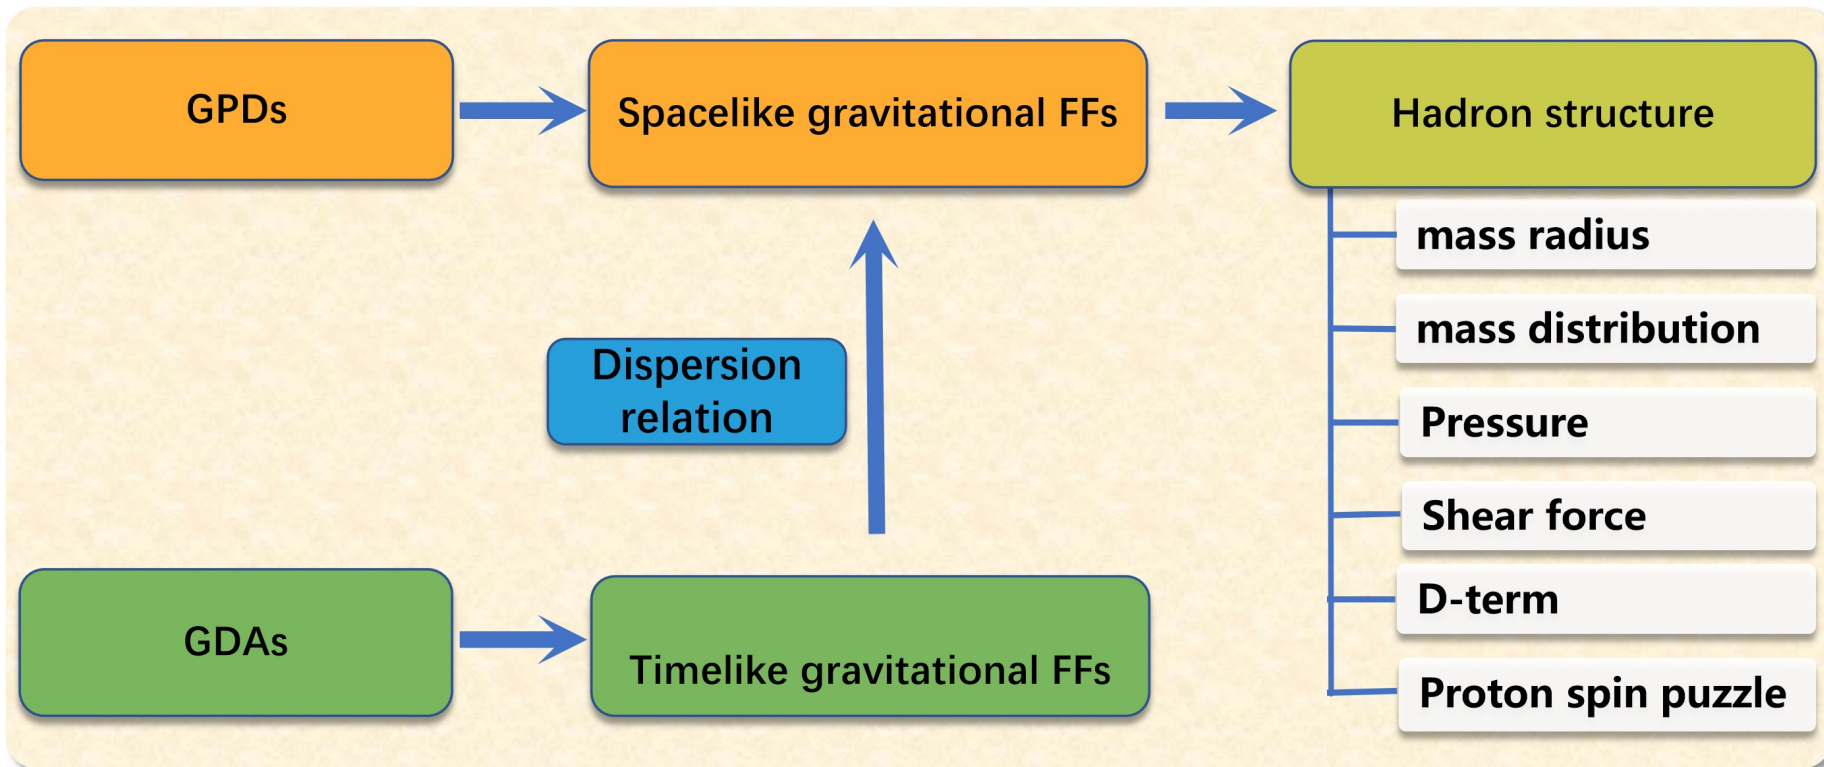 GPDs
Spacelike gravitational FFs
Hadron structure
mass radius
mass distribution
Pressure
Shear force
D-term
Proton spin puzzle
Dispersion
relation
GDAs
Timelike gravitational FFs